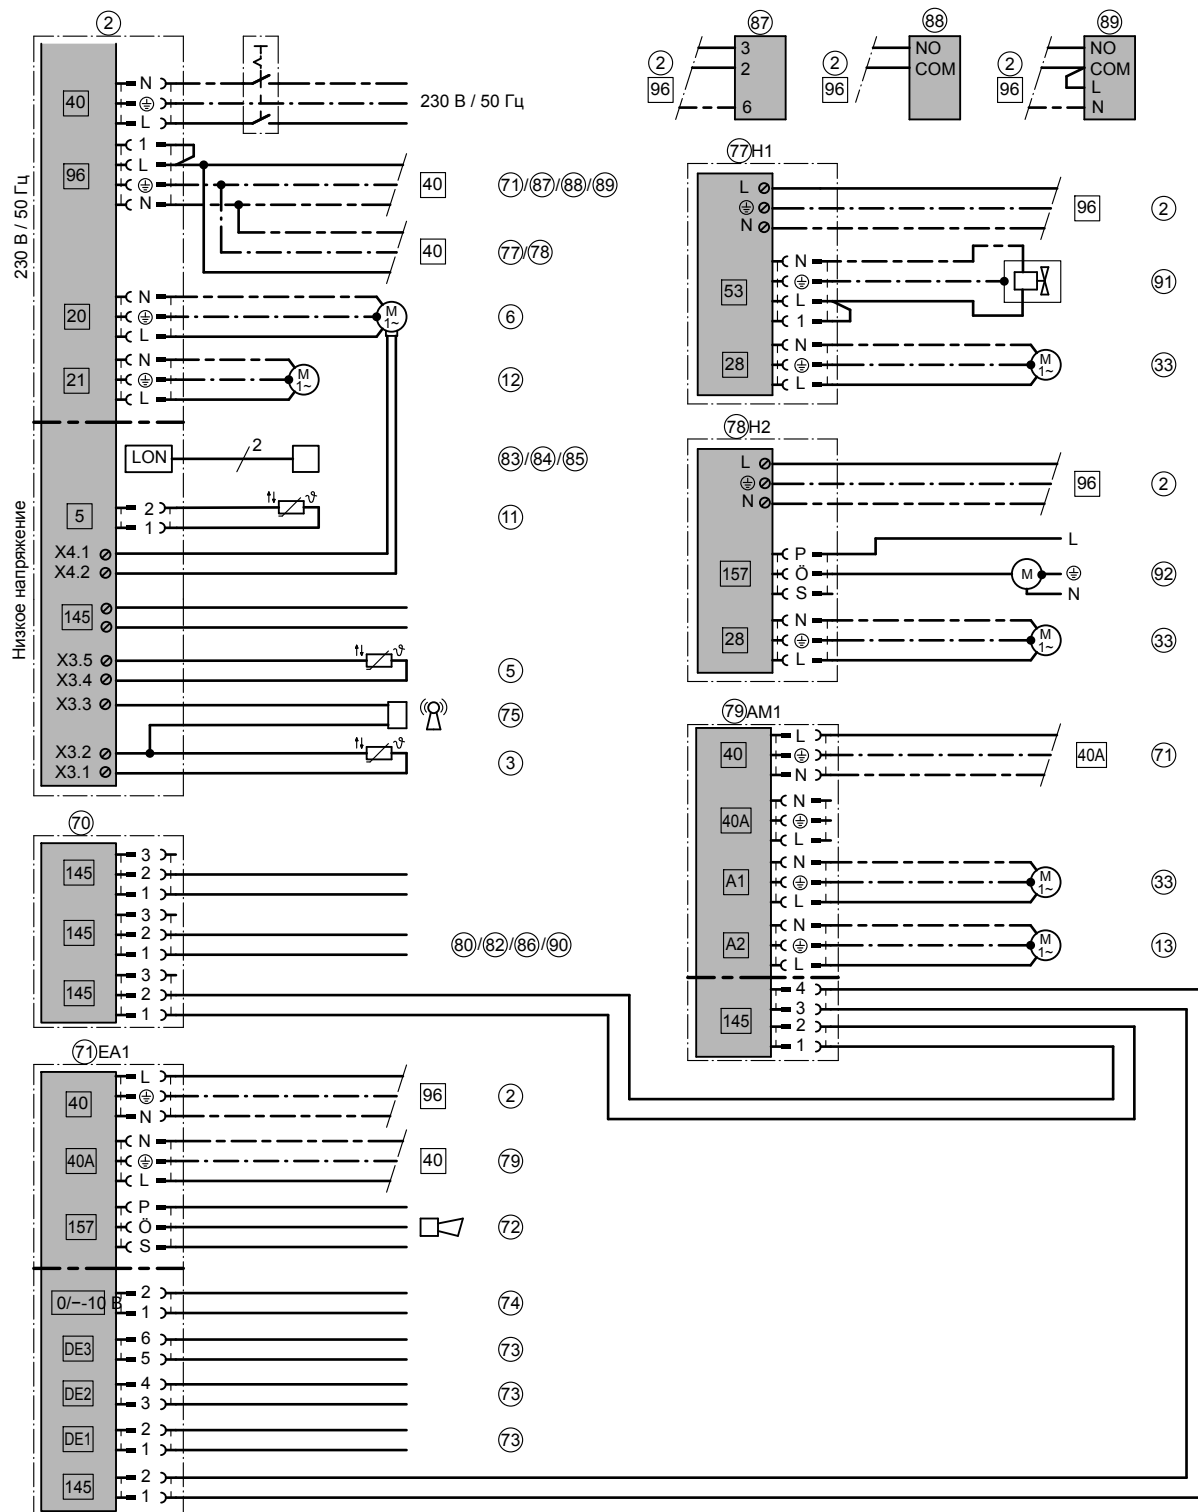 2
87
88
89
N
40
L
230 В / 50 Гц
3
2
6
2
96
NO
COM
2
96
NO
COM
L
N
2
96
230 В / 50 Гц
1
L
96
N
40
71/87/88/89
40
77/78
N
20
L
M
1~
6
N
21
L
M
1~
12
Низкое напряжение
LON
2
83/84/85
5
2
1
ϑ
11
X4.1
X4.2
145
X3.5
X3.4
ϑ
5
X3.3
75
X3.2
X3.1
ϑ
3
77 H1
L
N
96
2
53
N
L
1
91
28
N
L
M
1~
33
78 H2
L
N
96
2
157
P
Ö
S
L
M
N
92
28
N
L
M
1~
33
79 AM1
40
L
N
40A
71
40A
N
L
A1
N
L
M
1~
33
A2
N
L
M
1~
13
145
4
3
2
1
70
145
3
2
1
145
3
2
1
80/82/86/90
145
3
2
1
71 EA1
40
L
N
96
2
40A
N
L
40
79
157
P
Ö
S
72
0/–-10 В
2
1
74
DE3
6
5
73
DE2
4
3
73
DE1
2
1
73
145
2
1